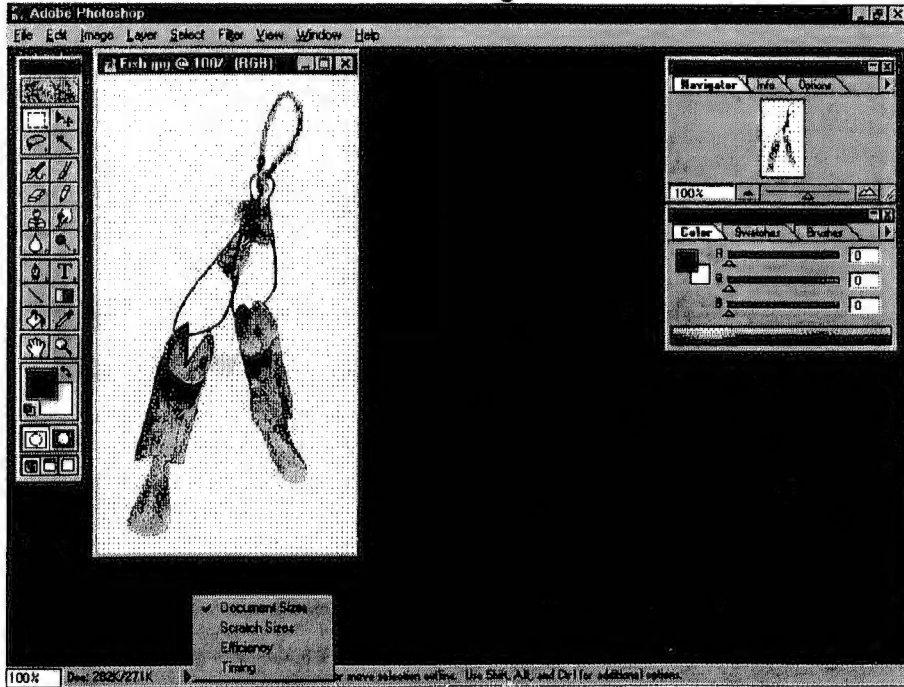 Adobe Photoshop
File Edit Image Layer Select Filter View Window Help
Fish.jpg @ 100% (RGB)
Navigator Info Options
100%
Color Swatches Brushes
R 0
G 0
B 0
T
Document Sizes
Scratch Sizes
Efficiency
Timing
100% Doc: 282K/271K or move selection outline. Use Shift, Alt, and Ctrl for additional options.